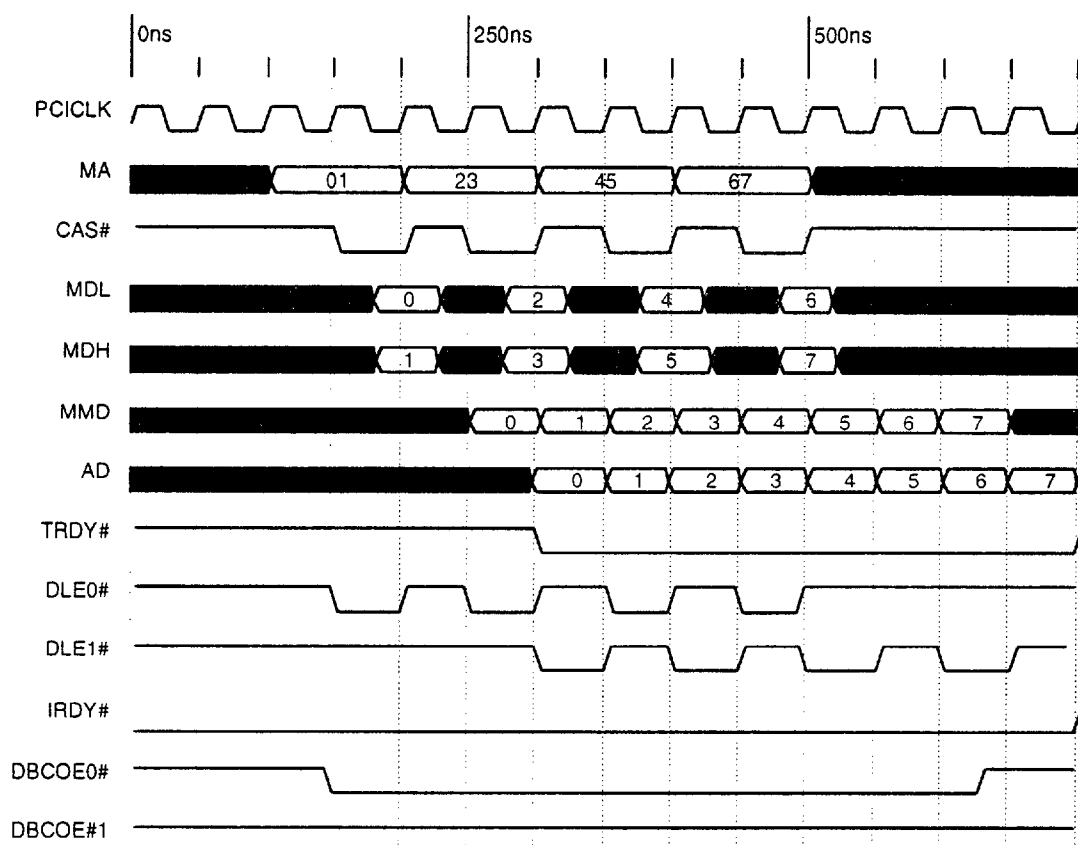 0ns 250ns 500ns
PCICLK
MA 01 23 45 67
CAS#
MDL 0 2 4 6
MDH 1 3 5 7
MMD 0 1 2 3 4 5 6 7
AD 0 1 2 3 4 5 6 7
TRDY#
DLE0#
DLE1#
IRDY#
DBCOE0#
DBCOE#1